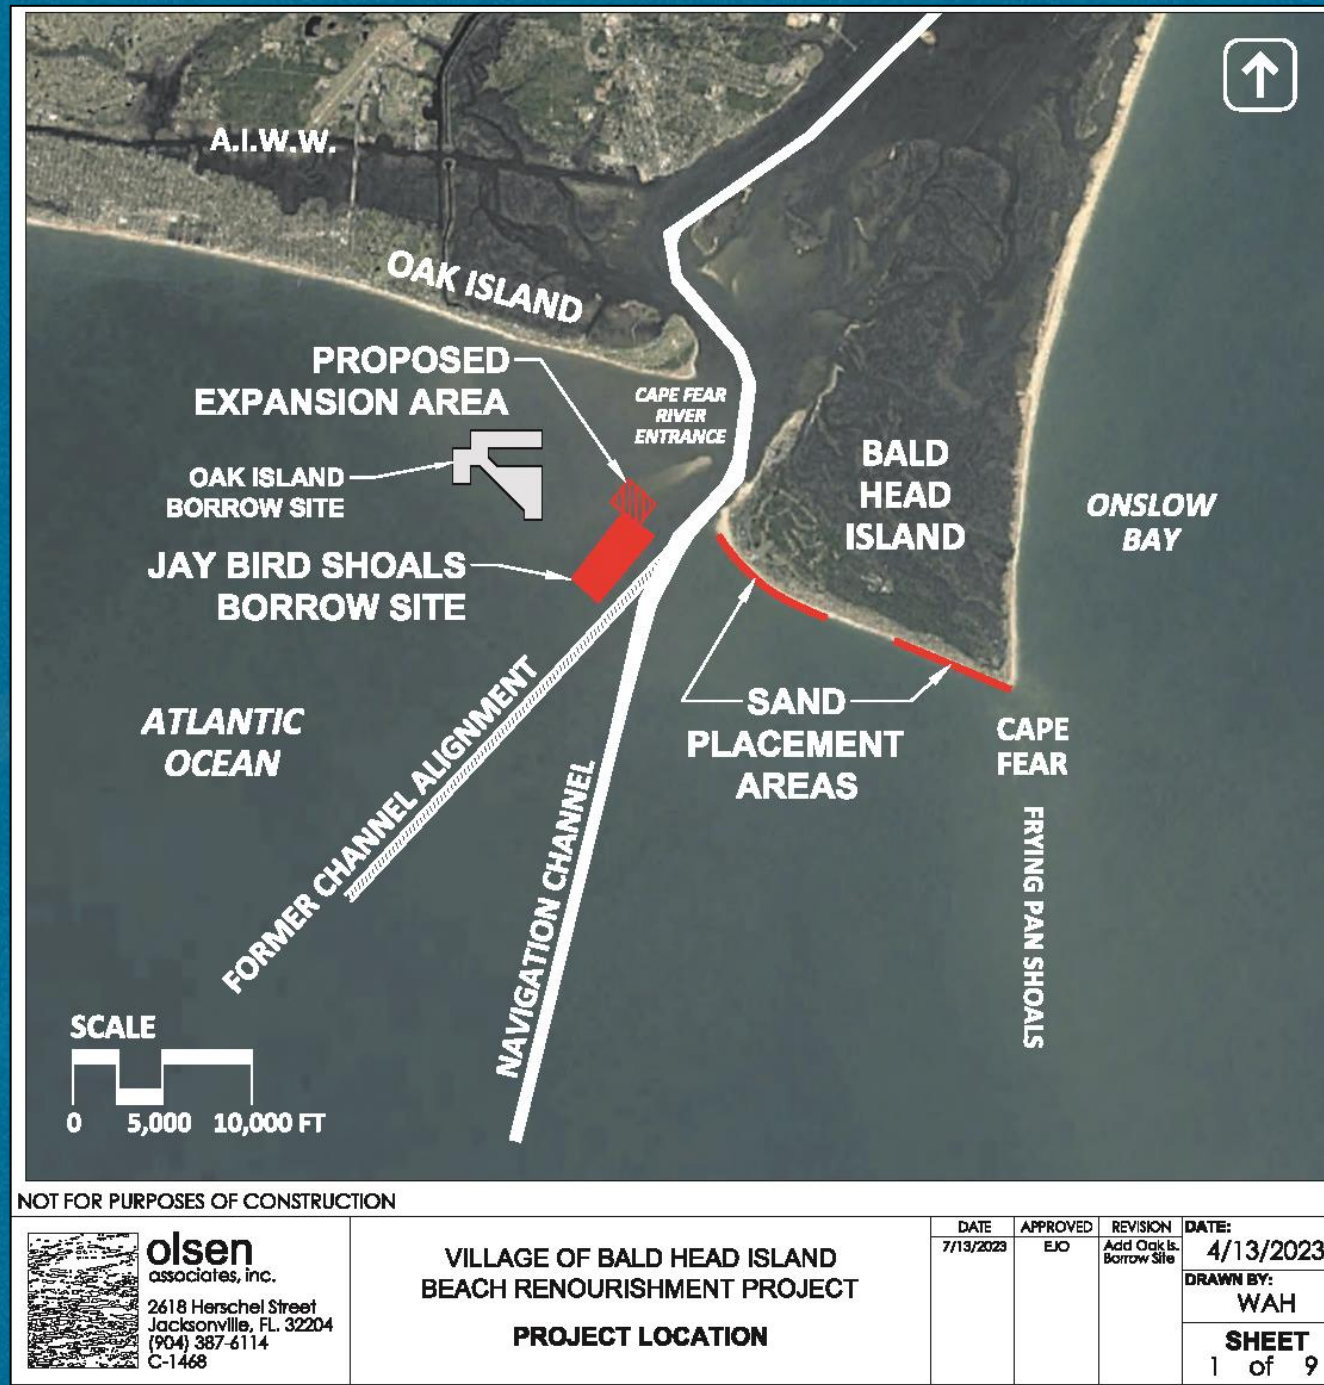 A.I.W.W.
OAK ISLAND
PROPOSED
EXPANSION AREA
CAPE FEAR
RIVER
ENTRANCE
OAK ISLAND
BORROW SITE
BALD
HEAD
ISLAND
ONSLOW
BAY
JAY BIRD SHOALS
BORROW SITE
ATLANTIC
OCEAN
FORMER CHANNEL ALIGNMENT
NAVIGATION CHANNEL
SAND
PLACEMENT
AREAS
CAPE
FEAR
FRYING PAN SHOALS
SCALE
0 5,000 10,000 FT
NOT FOR PURPOSES OF CONSTRUCTION
olsen
associates, inc.
2618 Herschel Street
Jacksonville, FL. 32204
(904) 387-6114
C-1468
VILLAGE OF BALD HEAD ISLAND
BEACH RENOURISHMENT PROJECT
PROJECT LOCATION
DATE APPROVED REVISION
7/13/2023 EJO Add Oak Is.
Borrow Site
DATE:
4/13/2023
DRAWN BY:
WAH
SHEET
1 of 9